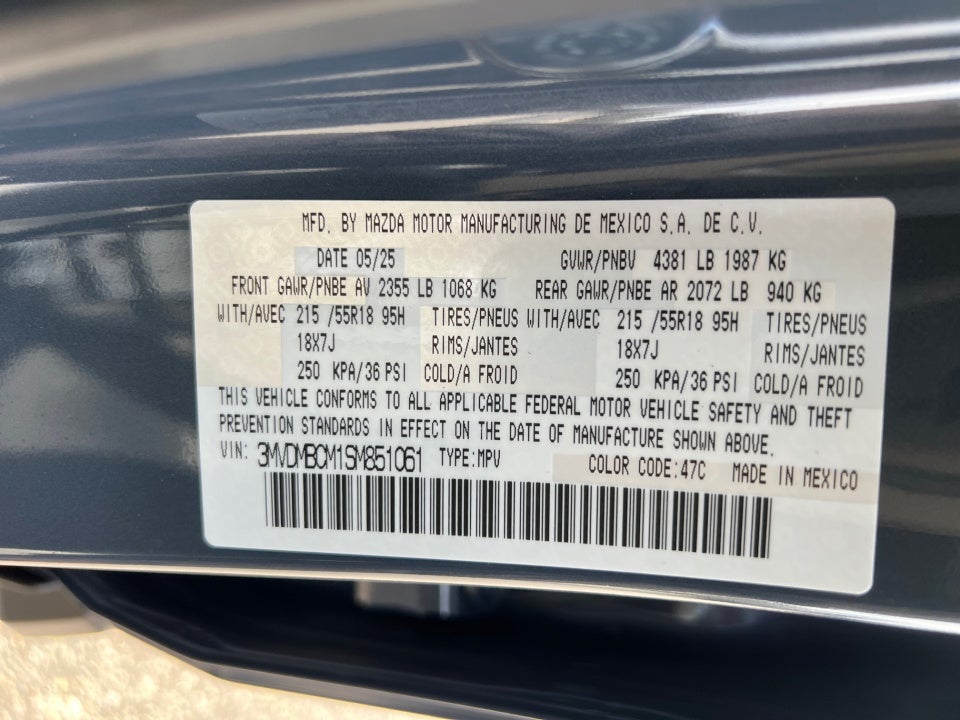 MFD. BY MAZDA MOTOR MANUFACTURING DE MEXICO S.A. DE C.V.
DATE 05/25 GVWR/PNBV 4381 LB 1987 KG
FRONT GAWR/PNBE AV 2355 LB 1068 KG REAR GAWR/PNBE AR 2072 LB 940 KG
WITH/AVEC 215 /55R18 95H TIRES/PNEUS WITH/AVEC 215 /55R18 95H TIRES/PNEUS
18X7J RIMS/JANTES 18X7J RIMS/JANTES
250 KPA/36 PSI COLD/A FROID 250 KPA/36 PSI COLD/A FROID
THIS VEHICLE CONFORMS TO ALL APPLICABLE FEDERAL MOTOR VEHICLE SAFETY AND THEFT
PREVENTION STANDARDS IN EFFECT ON THE DATE OF MANUFACTURE SHOWN ABOVE.
VIN: 3MVDMBCM1SM851061 TYPE:MPV COLOR CODE:47C MADE IN MEXICO